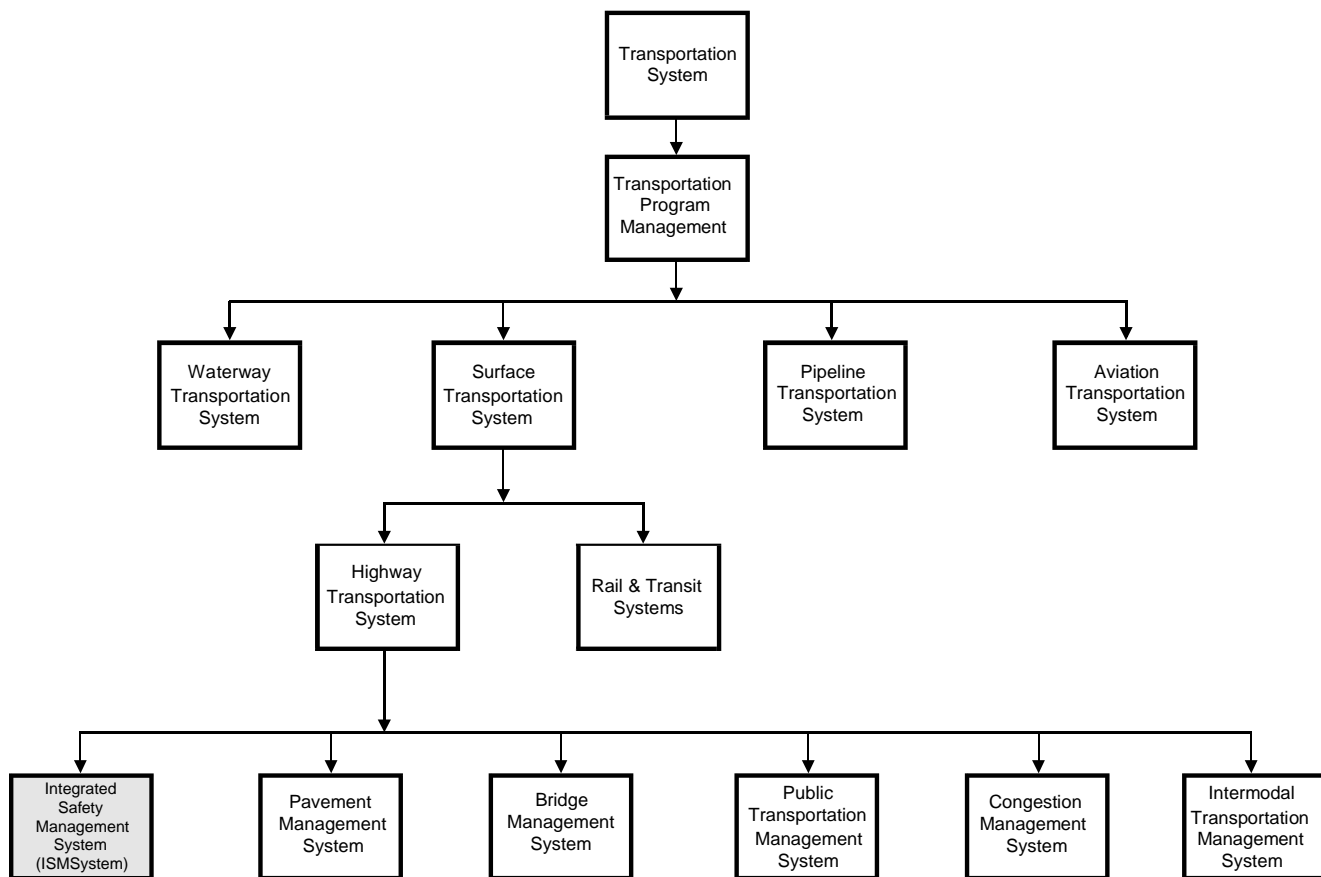 Transportation
System
Transportation
Program
Management
Waterway
Transportation
System
Surface
Transportation
System
Pipeline
Transportation
System
Aviation
Transportation
System
Highway
Transportation
System
Rail & Transit
Systems
Integrated
Safety
Management
System
(ISMSystem)
Pavement
Management
System
Bridge
Management
System
Public
Transportation
Management
System
Congestion
Management
System
Intermodal
Transportation
Management
System